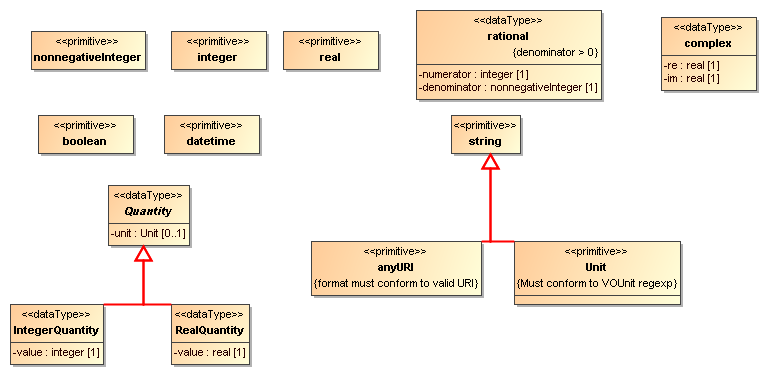 <<primitive>>
nonnegativeInteger
<<primitive>>
integer
<<primitive>>
real
<<dataType>>
rational
{denominator > 0}
-numerator : integer [1]
-denominator : nonnegativeInteger [1]
<<dataType>>
complex
-re : real [1]
-im : real [1]
<<primitive>>
boolean
<<primitive>>
datetime
<<primitive>>
string
<<dataType>>
Quantity
-unit : Unit [0..1]
<<primitive>>
anyURI
{format must conform to valid URI}
<<primitive>>
Unit
{Must conform to VOUnit regexp}
<<dataType>>
IntegerQuantity
-value : integer [1]
<<dataType>>
RealQuantity
-value : real [1]